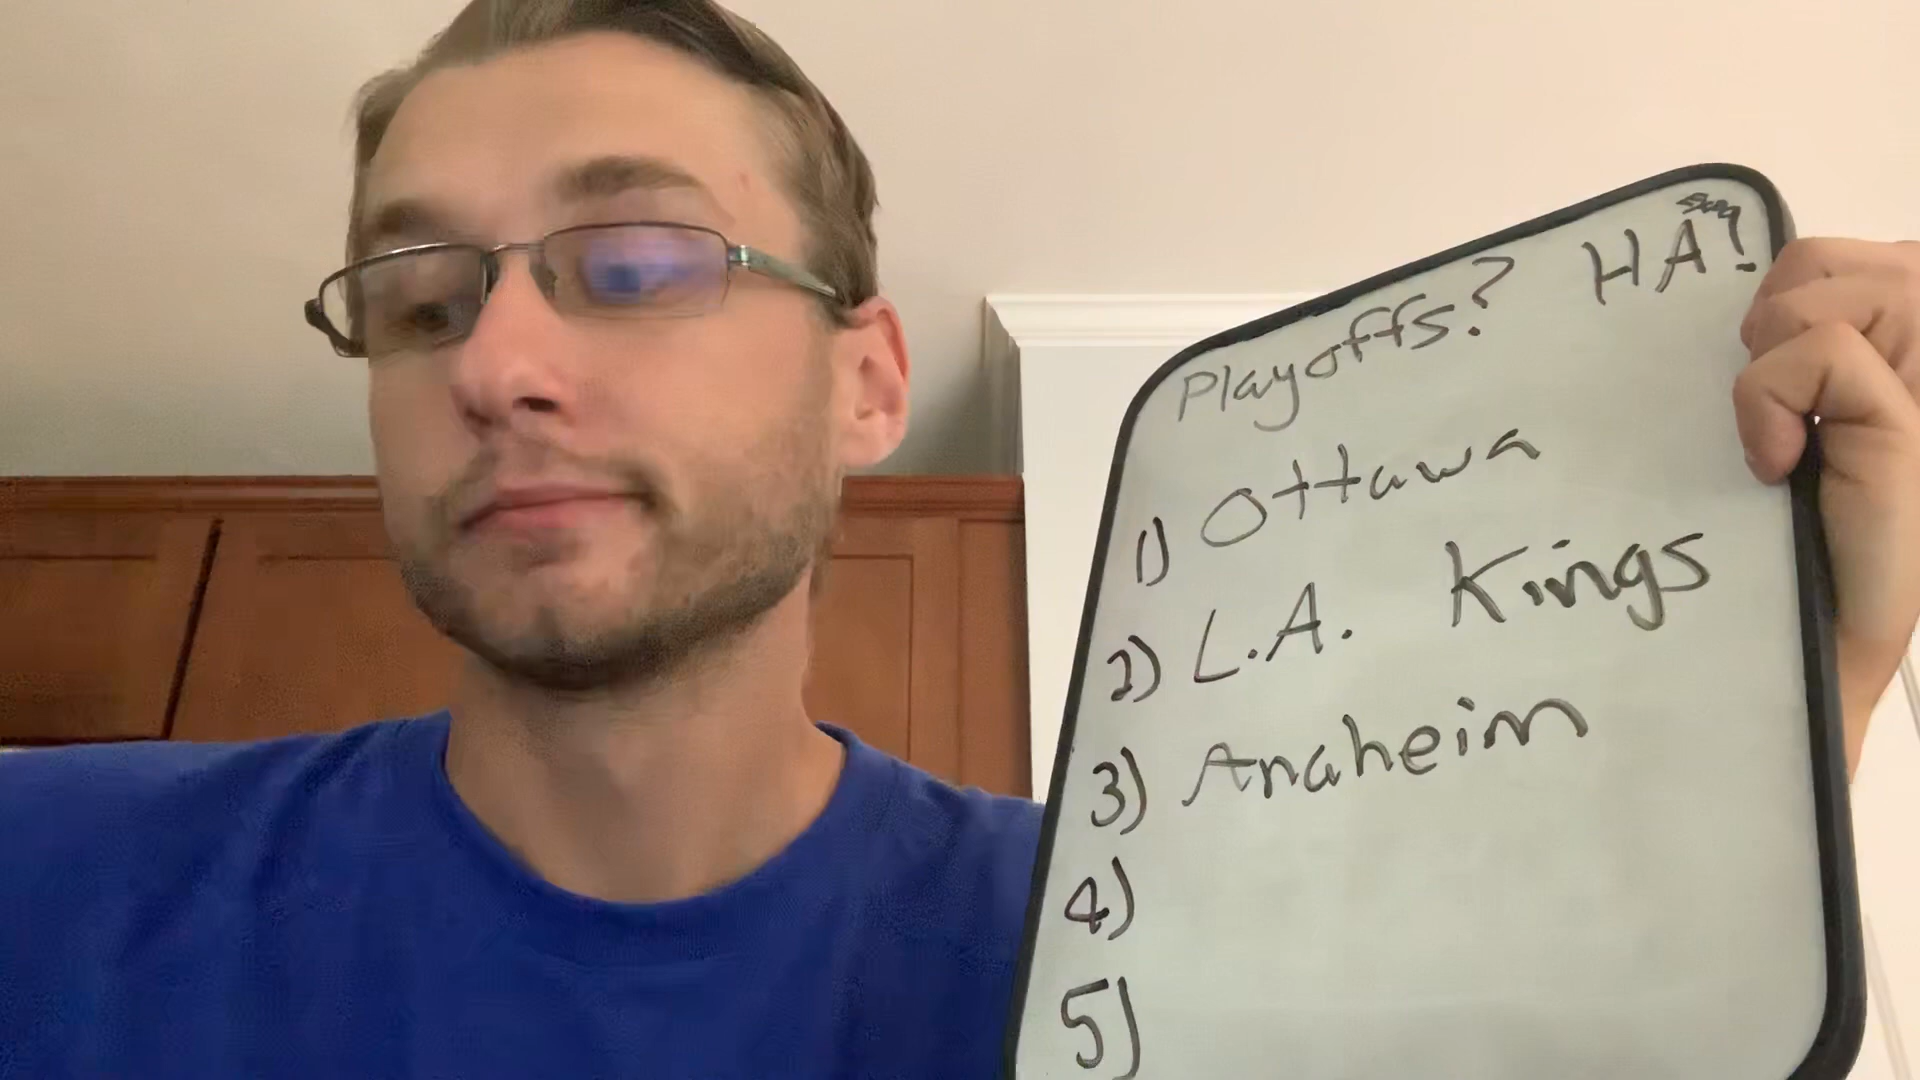 Playoffs? HA!
1) Ottawa
2) L.A. Kings
3) Anaheim
4)
5)